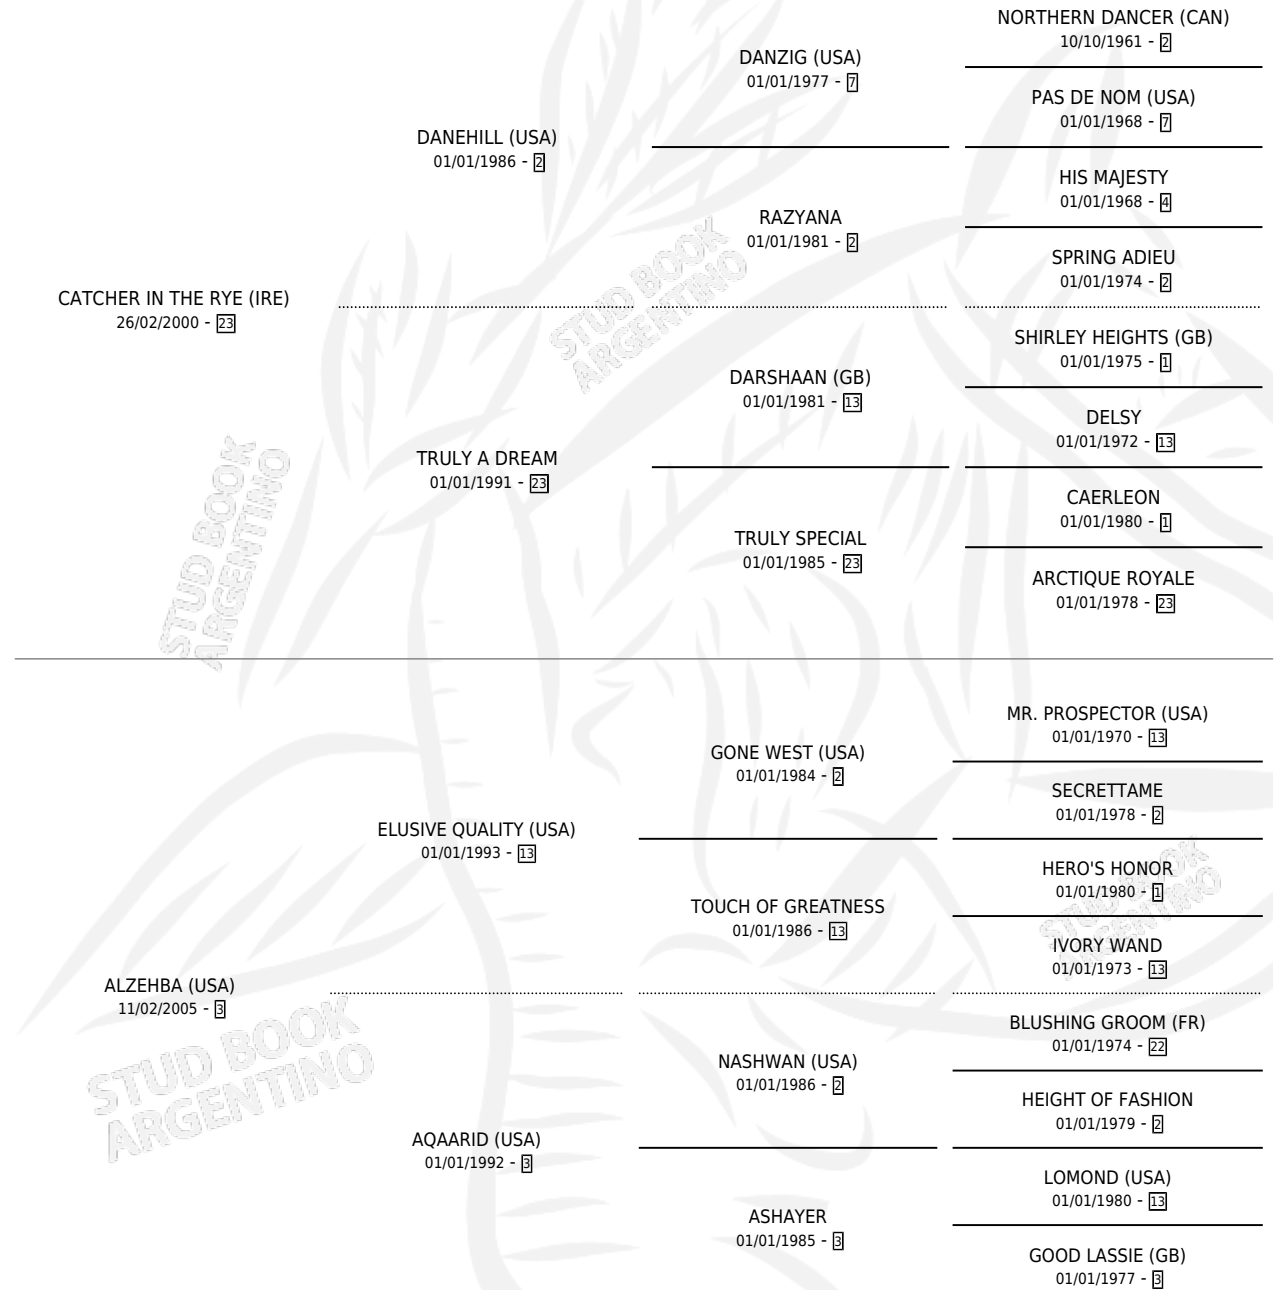 NORTHERN DANCER (CAN)
10/10/1961 - 2
DANZIG (USA)
01/01/1977 - 7
PAS DE NOM (USA)
01/01/1968 - 7
DANEHILL (USA)
01/01/1986 - 2
HIS MAJESTY
01/01/1968 - 4
RAZYANA
01/01/1981 - 2
SPRING ADIEU
01/01/1974 - 2
CATCHER IN THE RYE (IRE)
26/02/2000 - 23
SHIRLEY HEIGHTS (GB)
01/01/1975 - 1
DARSHAAN (GB)
01/01/1981 - 13
DELSY
01/01/1972 - 13
TRULY A DREAM
01/01/1991 - 23
CAERLEON
01/01/1980 - 1
TRULY SPECIAL
01/01/1985 - 23
ARCTIQUE ROYALE
01/01/1978 - 23
MR. PROSPECTOR (USA)
01/01/1970 - 13
GONE WEST (USA)
01/01/1984 - 2
SECRETTAME
01/01/1978 - 2
ELUSIVE QUALITY (USA)
01/01/1993 - 13
HERO'S HONOR
01/01/1980 - 1
TOUCH OF GREATNESS
01/01/1986 - 13
IVORY WAND
01/01/1973 - 13
ALZEHBA (USA)
11/02/2005 - 3
BLUSHING GROOM (FR)
01/01/1974 - 22
NASHWAN (USA)
01/01/1986 - 2
HEIGHT OF FASHION
01/01/1979 - 2
AQAARID (USA)
01/01/1992 - 3
LOMOND (USA)
01/01/1980 - 13
ASHAYER
01/01/1985 - 3
GOOD LASSIE (GB)
01/01/1977 - 3
STUD BOOK
ARGENTINO
STUD BOOK
ARGENTINO
STUD BOOK
ARGENTINO
STUD BOOK
ARGENTINO